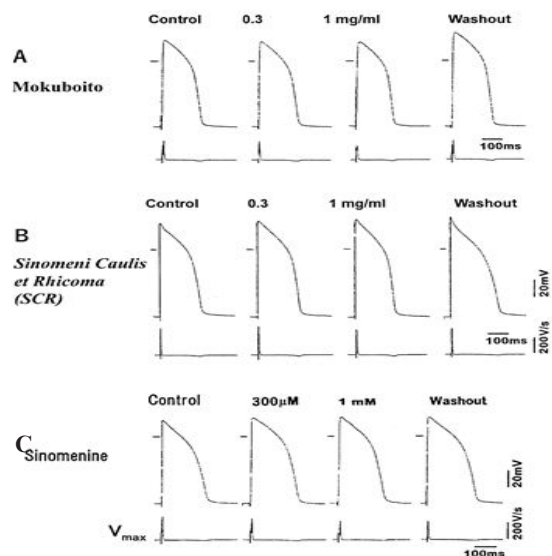 Control 0.3 1 mg/ml Washout
A
Mokuboito
100ms
Control 0.3 1 mg/ml Washout
B
Sinomeni Caulis
et Rhicoma
(SCR)
20mV
100ms
200V/s
Control 300μM 1 mM Washout
C Sinomenine
20mV
Vmax
200V/s
100ms